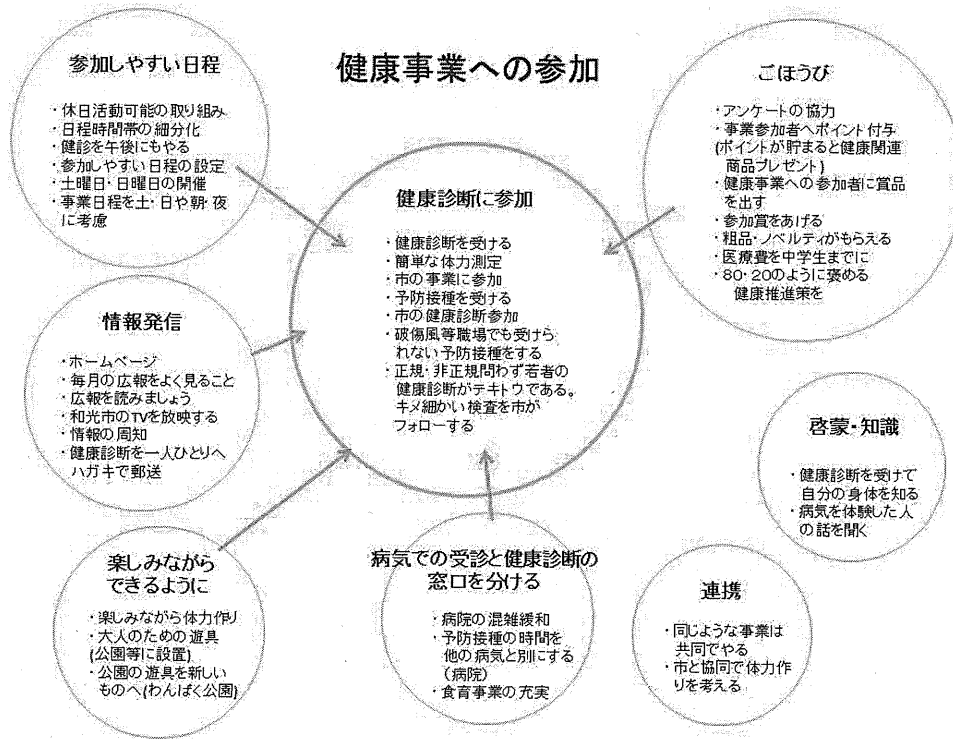 健康事業への参加
参加しやすい日程
・休日活動可能の取り組み
・日程時間帯の細分化
・健診を午後にもやる
・参加しやすい日程の設定
・土曜日・日曜日の開催
・事業日程を土・日や朝・夜
に考慮
ごほうび
・アンケートの協力
・事業参加者へポイント付与
(ポイントが貯まると健康関連
商品プレゼント)
・健康事業への参加者に賞品
を出す
・参加賞をあげる
・粗品・ノベルティがもらえる
・医療費を中学生までに
・80・20のように褒める
健康推進策を
健康診断に参加
・健康診断を受ける
・簡単な体力測定
・市の事業に参加
・予防接種を受ける
・市の健康診断参加
・破傷風等職場でも受けら
れない予防接種をする
・正規・非正規問わず若者の
健康診断がテキトウである。
キメ細かい検査を市が
フォローする
情報発信
・ホームページ
・毎月の広報をよく見ること
・広報を読みましょう
・和光市のTVを放映する
・情報の周知
・健康診断を一人ひとりへ
ハガキで郵送
啓蒙・知識
・健康診断を受けて
自分の身体を知る
・病気を体験した人
の話を聞く
楽しみながら
できるように
・楽しみながら体力作り
・大人のための遊具
(公園等に設置)
・公園の遊具を新しい
ものへ(わんぱく公園)
病気での受診と健康診断の
窓口を分ける
・病院の混雑緩和
・予防接種の時間を
他の病気と別にする
(病院)
・食育事業の充実
連携
・同じような事業は
共同でやる
・市と協同で体力作
りを考える